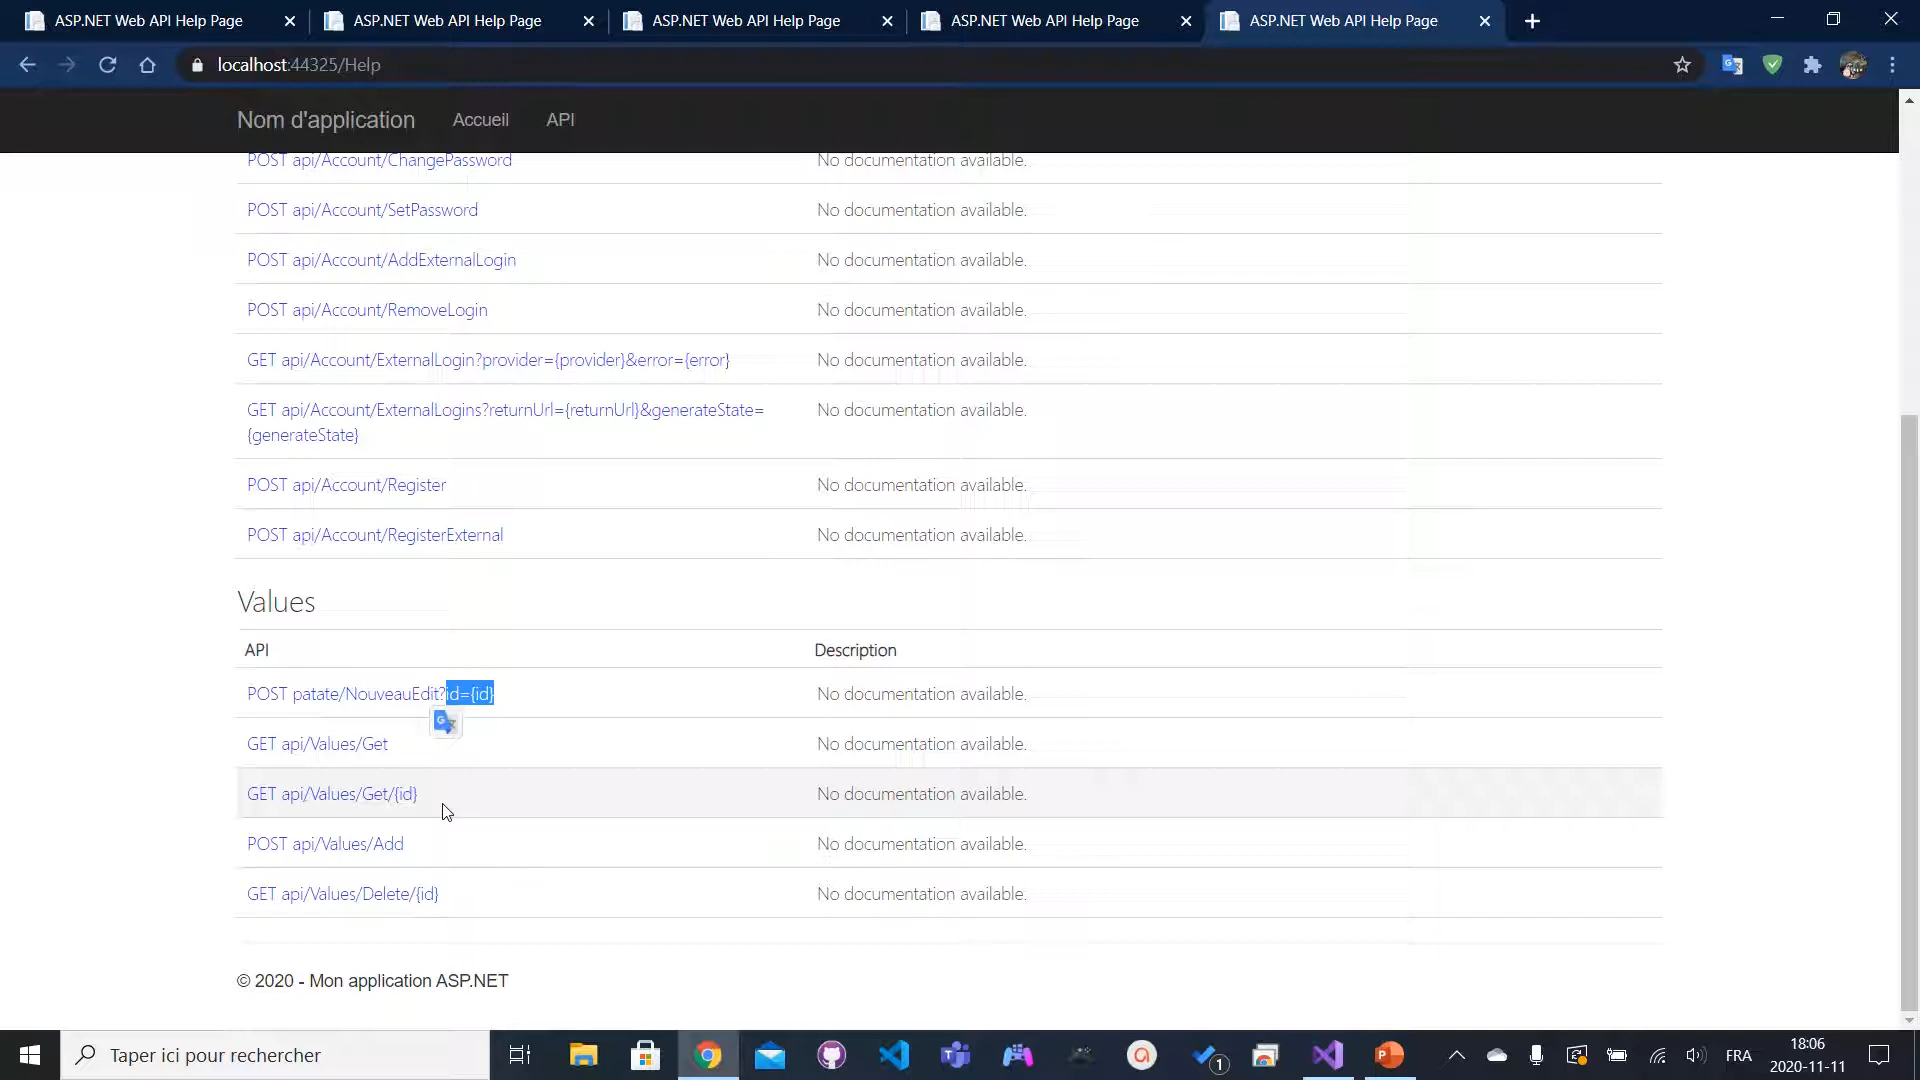 ASP.NET Web API Help Page
ASP.NET Web API Help Page
ASP.NET Web API Help Page
ASP.NET Web API Help Page
ASP.NET Web API Help Page
localhost:44325/Help
Nom d'application
Accueil
API
POST api/Account/ChangePassword
No documentation available.
POST api/Account/SetPassword
No documentation available.
POST api/Account/AddExternalLogin
No documentation available.
POST api/Account/RemoveLogin
No documentation available.
GET api/Account/ExternalLogin?provider={provider}&error={error}
No documentation available.
GET api/Account/ExternalLogins?returnUrl={returnUrl}&generateState=
{generateState}
No documentation available.
POST api/Account/Register
No documentation available.
POST api/Account/RegisterExternal
No documentation available.
Values
API
Description
POST patate/NouveauEdit?id={id}
No documentation available.
GET api/Values/Get
No documentation available.
GET api/Values/Get/{id}
No documentation available.
POST api/Values/Add
No documentation available.
GET api/Values/Delete/{id}
No documentation available.
© 2020 - Mon application ASP.NET
Taper ici pour rechercher
1
FRA
18:06
2020-11-11